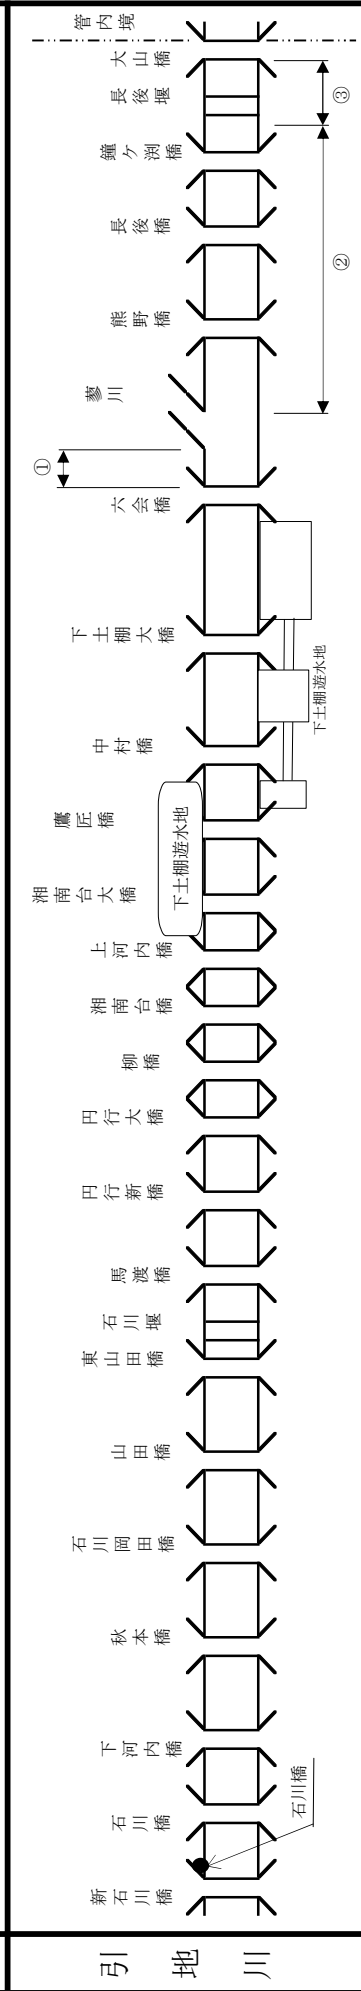 管内境
大山橋
長後堰
鐘ケ淵橋
長後橋
熊野橋
蓼川
六会橋
下土棚大橋
中村橋
鷹匠橋
湘南台大橋
上河内橋
湘南台橋
柳橋
円行大橋
円行新橋
馬渡橋
石川堰
東山田橋
山田橋
石川岡田橋
秋本橋
下河内橋
石川橋
新石川橋
①
②
③
下土棚遊水地
下土棚遊水地
石川橋
引地川